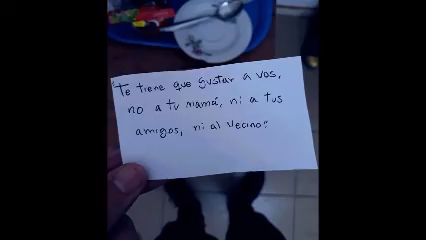 "Te tiene que gustar a vos,
no a tu mamá, ni a tus
amigos, ni al vecino"